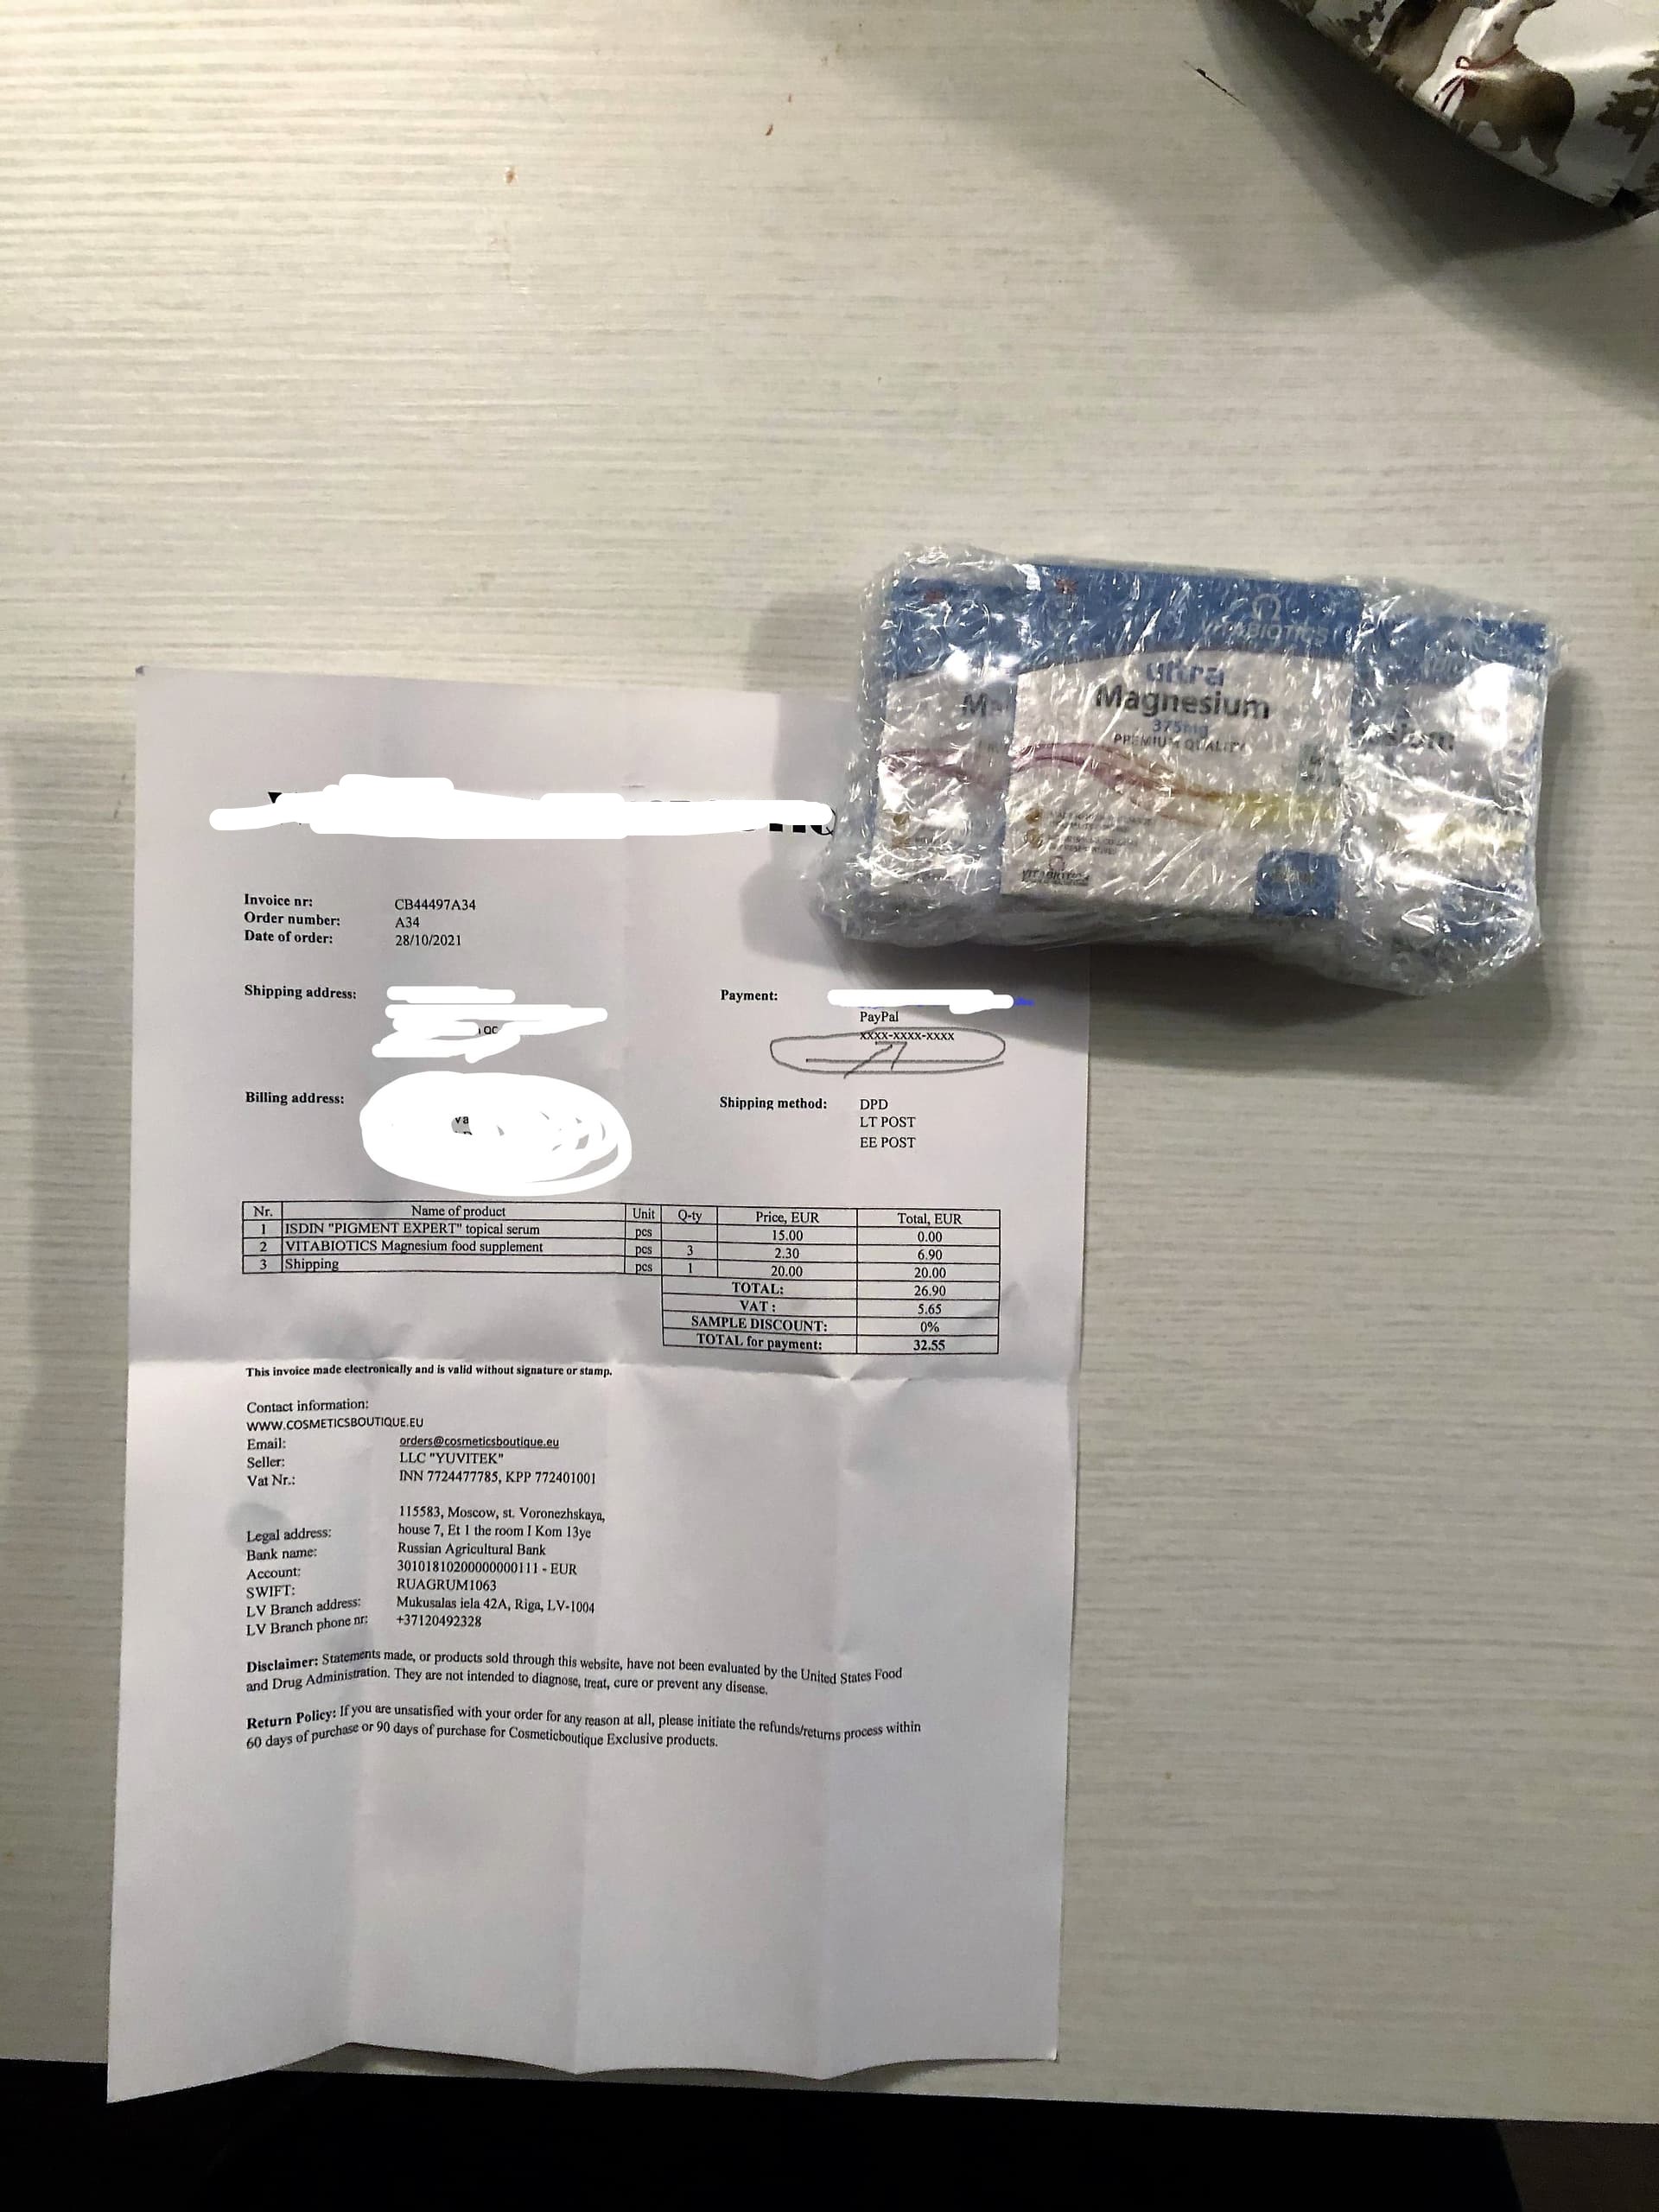 VITABIOTICS
ultra
Magnesium
375mg
PREMIUM QUALITY
VITABIOTICS
Invoice nr: CB44497A34
Order number: A34
Date of order: 28/10/2021
Shipping address:
Payment:
PayPal
xxxx-xxxx-xxxx
Billing address:
Shipping method: DPD
LT POST
EE POST
Nr. Name of product Unit Q-ty Price, EUR Total, EUR
1 ISDIN "PIGMENT EXPERT" topical serum pcs 15.00 0.00
2 VITABIOTICS Magnesium food supplement pcs 3 2.30 6.90
3 Shipping pcs 1 20.00 20.00
TOTAL: 26.90
VAT : 5.65
SAMPLE DISCOUNT: 0%
TOTAL for payment: 32.55
This invoice made electronically and is valid without signature or stamp.
Contact information:
WWW.COSMETICSBOUTIQUE.EU
Email: orders@cosmeticsboutique.eu
Seller: LLC "YUVITEK"
Vat Nr.: INN 7724477785, KPP 772401001
115583, Moscow, st. Voronezhskaya,
Legal address: house 7, Et 1 the room I Kom 13ye
Bank name: Russian Agricultural Bank
Account: 30101810200000000111 - EUR
SWIFT: RUAGRUM1063
LV Branch address: Mukusalas iela 42A, Riga, LV-1004
LV Branch phone nr: +37120492328
Disclaimer: Statements made, or products sold through this website, have not been evaluated by the United States Food
and Drug Administration. They are not intended to diagnose, treat, cure or prevent any disease.
Return Policy: If you are unsatisfied with your order for any reason at all, please initiate the refunds/returns process within
60 days of purchase or 90 days of purchase for Cosmeticboutique Exclusive products.